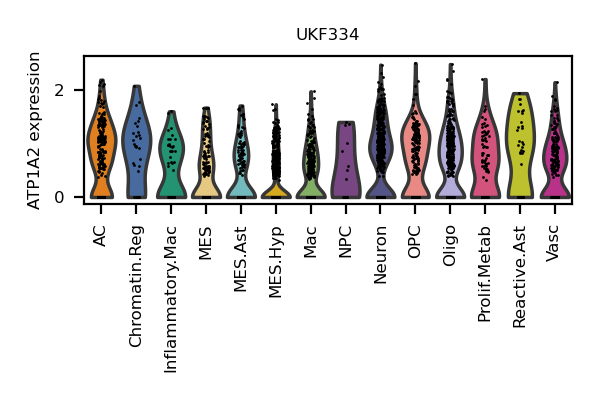 UKF334
ATP1A2 expression
2
0
AC
Chromatin.Reg
Inflammatory.Mac
MES
MES.Ast
MES.Hyp
Mac
NPC
Neuron
OPC
Oligo
Prolif.Metab
Reactive.Ast
Vasc